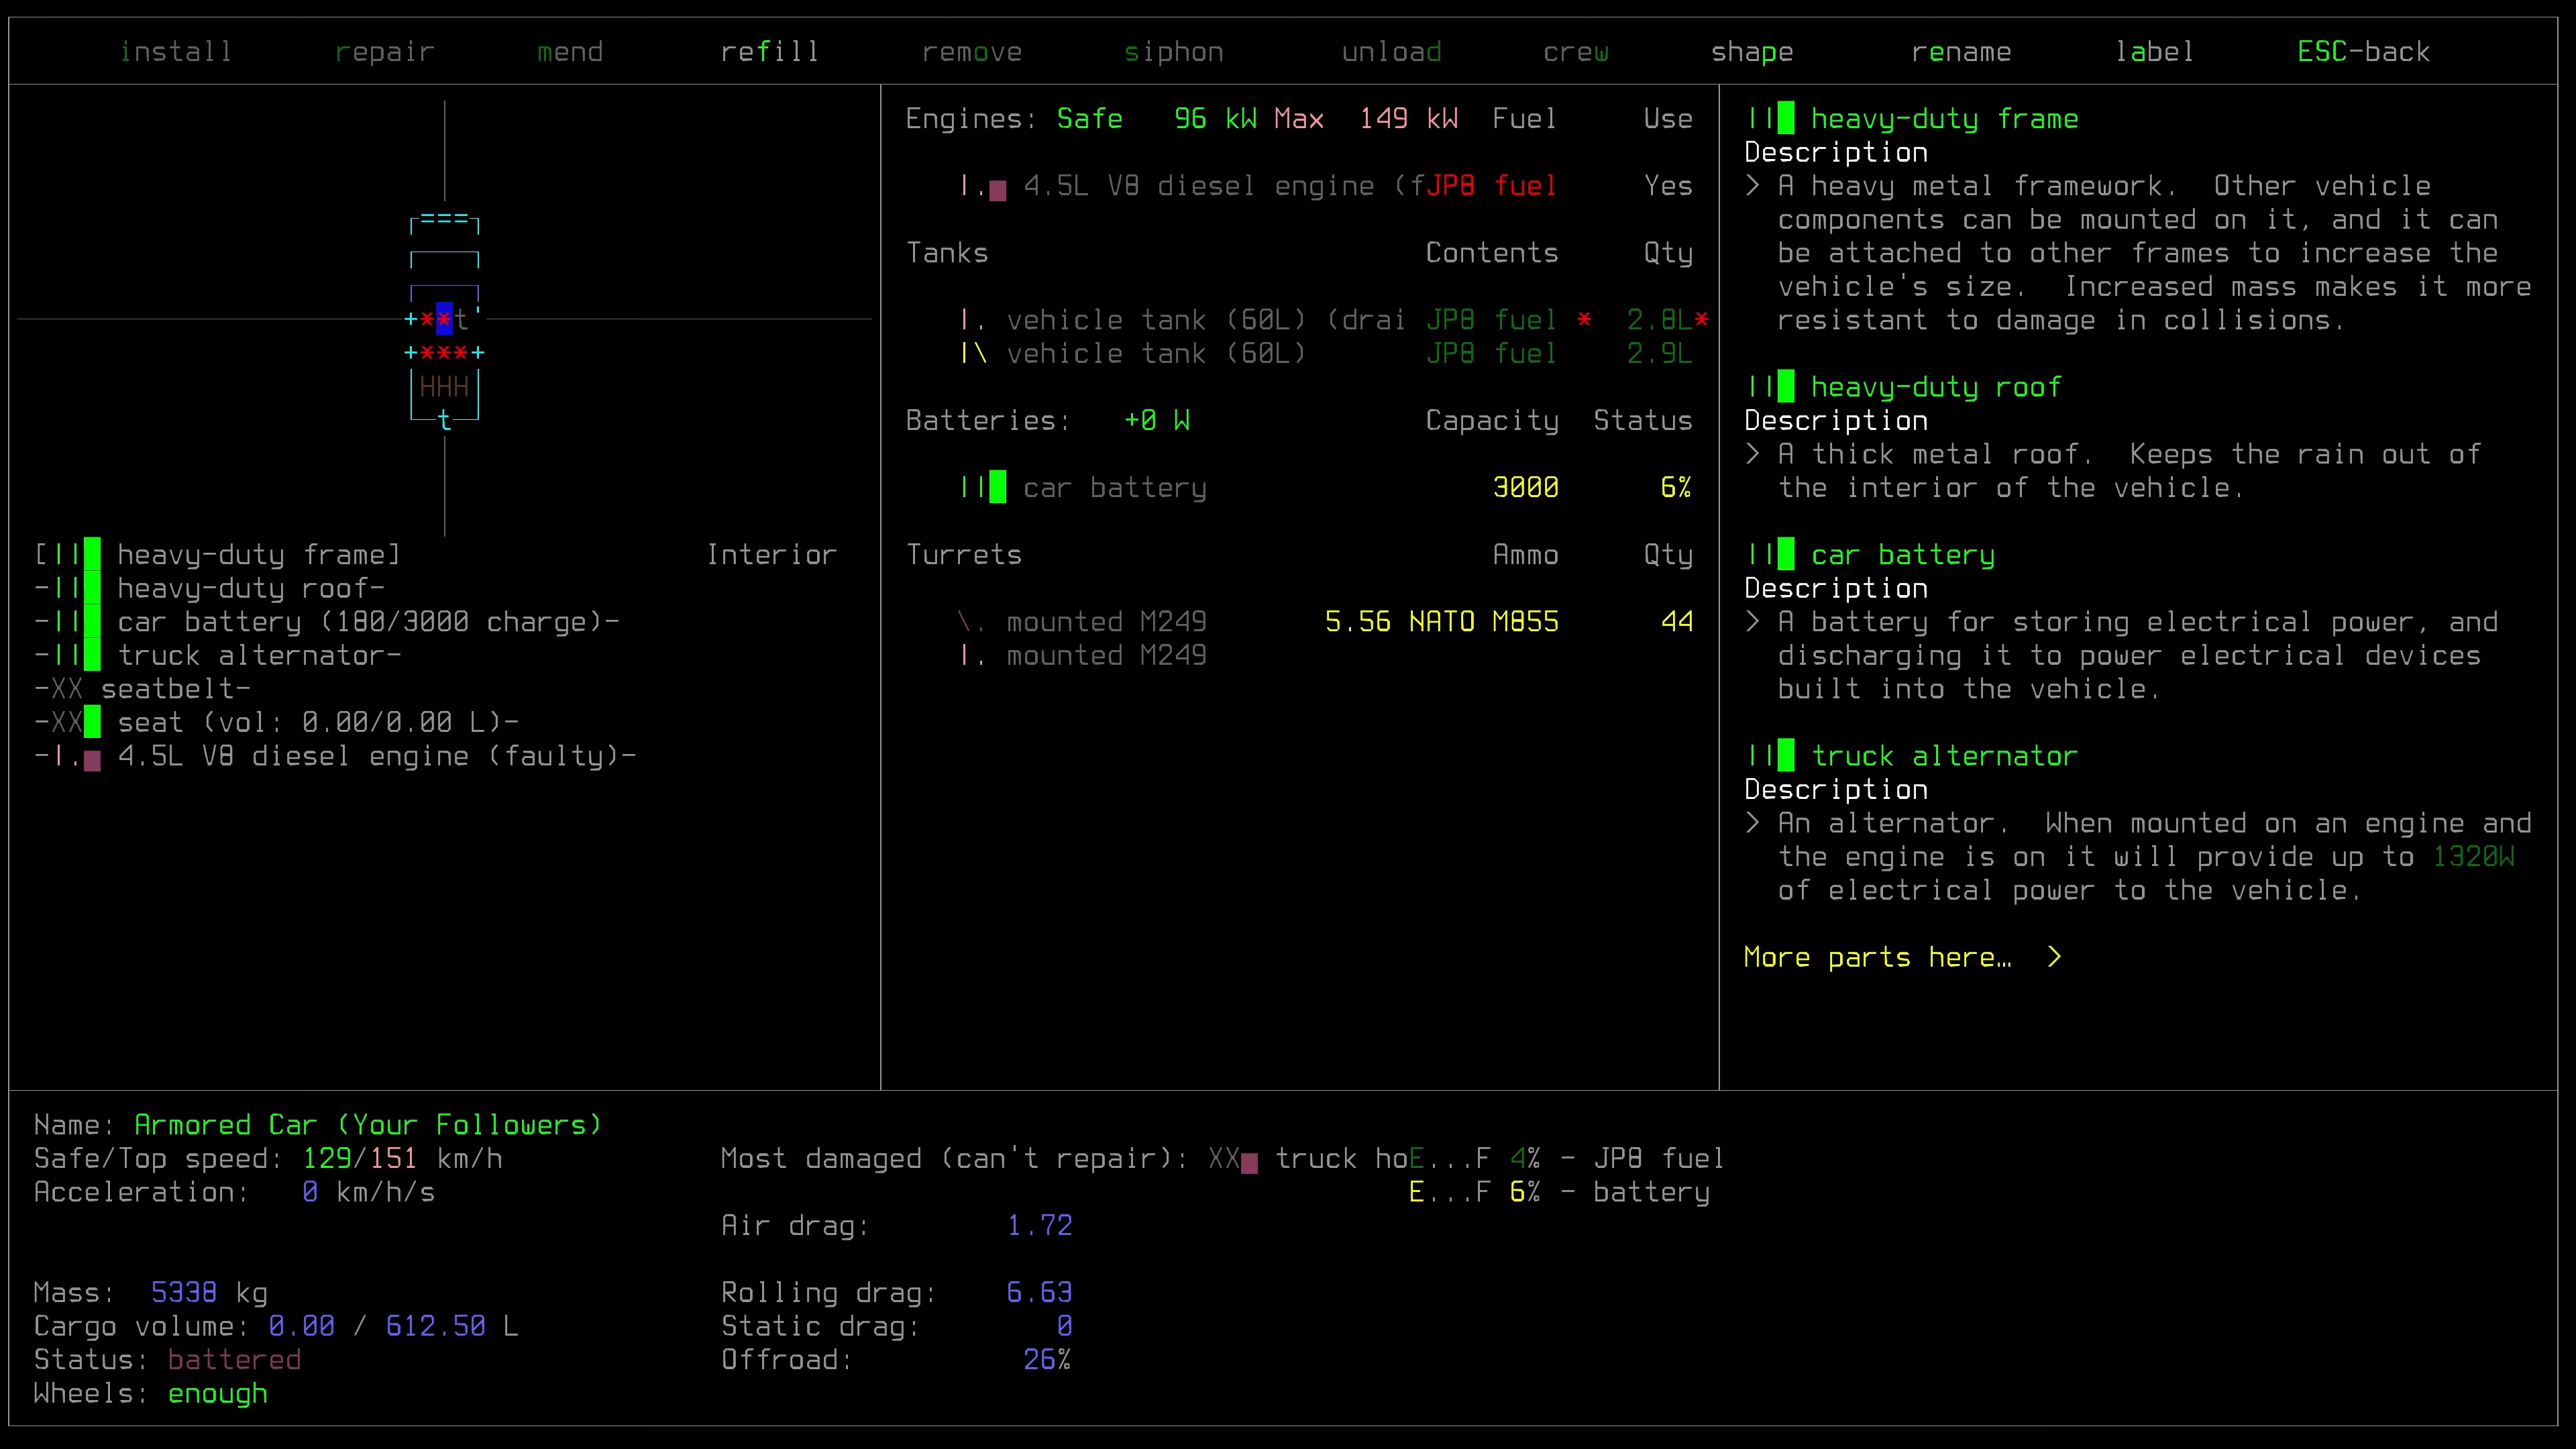 install repair mend refill remove siphon unload crew shape rename label ESC-back
Engines: Safe 96 kW Max 149 kW Fuel Use
|. 4.5L V8 diesel engine (fJP8 fuel Yes
Tanks Contents Qty
|. vehicle tank (60L) (drai JP8 fuel * 2.8L*
|\ vehicle tank (60L) JP8 fuel 2.9L
Batteries: +0 W Capacity Status
|| car battery 3000 6%
Turrets Ammo Qty
\. mounted M249 5.56 NATO M855 44
|. mounted M249
===
+**t'
+***+
HHH
t
[|| heavy-duty frame] Interior
-|| heavy-duty roof-
-|| car battery (180/3000 charge)-
-|| truck alternator-
-XX seatbelt-
-XX seat (vol: 0.00/0.00 L)-
-|. 4.5L V8 diesel engine (faulty)-
|| heavy-duty frame
Description
> A heavy metal framework.  Other vehicle
components can be mounted on it, and it can
be attached to other frames to increase the
vehicle's size.  Increased mass makes it more
resistant to damage in collisions.
|| heavy-duty roof
Description
> A thick metal roof.  Keeps the rain out of
the interior of the vehicle.
|| car battery
Description
> A battery for storing electrical power, and
discharging it to power electrical devices
built into the vehicle.
|| truck alternator
Description
> An alternator.  When mounted on an engine and
the engine is on it will provide up to 1320W
of electrical power to the vehicle.
More parts here…  >
Name: Armored Car (Your Followers)
Safe/Top speed: 129/151 km/h
Acceleration: 0 km/h/s
Mass: 5338 kg
Cargo volume: 0.00 / 612.50 L
Status: battered
Wheels: enough
Most damaged (can't repair): XX truck hoE...F 4% - JP8 fuel
E...F 6% - battery
Air drag: 1.72
Rolling drag: 6.63
Static drag: 0
Offroad: 26%